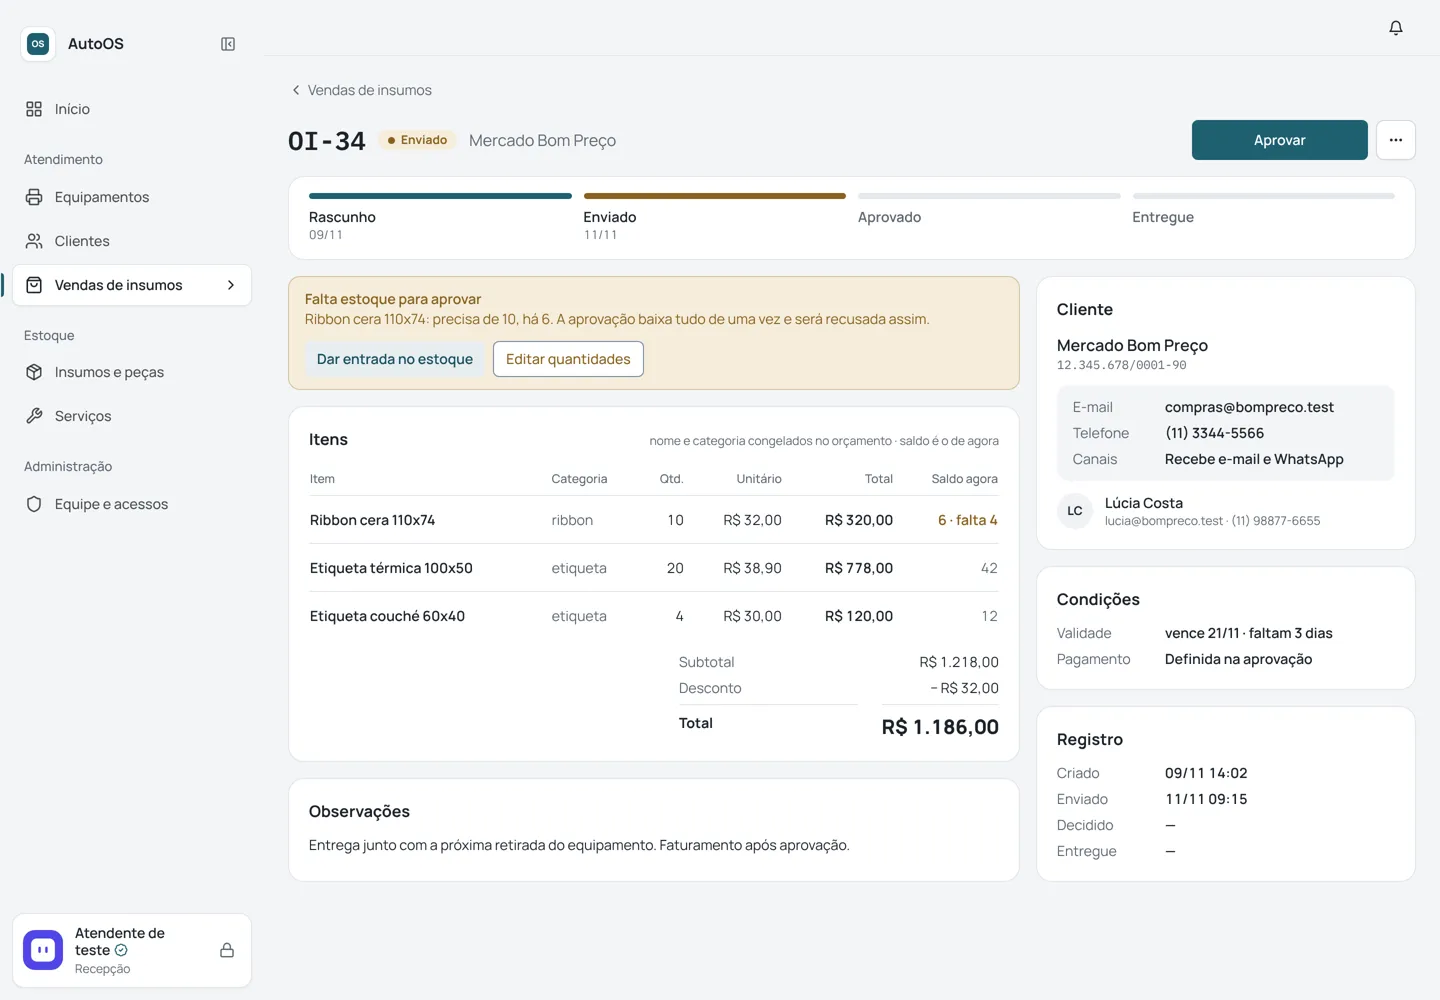 OS AutoOS
Início
Atendimento
Equipamentos
Clientes
Vendas de insumos
Estoque
Insumos e peças
Serviços
Administração
Equipe e acessos
Atendente de
teste
Recepção
Vendas de insumos
OI-34 Enviado Mercado Bom Preço
Aprovar
Rascunho Enviado Aprovado Entregue
09/11 11/11
Falta estoque para aprovar
Ribbon cera 110x74: precisa de 10, há 6. A aprovação baixa tudo de uma vez e será recusada assim.
Dar entrada no estoque Editar quantidades
Itens nome e categoria congelados no orçamento · saldo é o de agora
Item Categoria Qtd. Unitário Total Saldo agora
Ribbon cera 110x74 ribbon 10 R$ 32,00 R$ 320,00 6 · falta 4
Etiqueta térmica 100x50 etiqueta 20 R$ 38,90 R$ 778,00 42
Etiqueta couché 60x40 etiqueta 4 R$ 30,00 R$ 120,00 12
Subtotal R$ 1.218,00
Desconto − R$ 32,00
Total R$ 1.186,00
Observações
Entrega junto com a próxima retirada do equipamento. Faturamento após aprovação.
Cliente
Mercado Bom Preço
12.345.678/0001-90
E-mail compras@bompreco.test
Telefone (11) 3344-5566
Canais Recebe e-mail e WhatsApp
LC Lúcia Costa
lucia@bompreco.test · (11) 98877-6655
Condições
Validade vence 21/11 · faltam 3 dias
Pagamento Definida na aprovação
Registro
Criado 09/11 14:02
Enviado 11/11 09:15
Decidido —
Entregue —